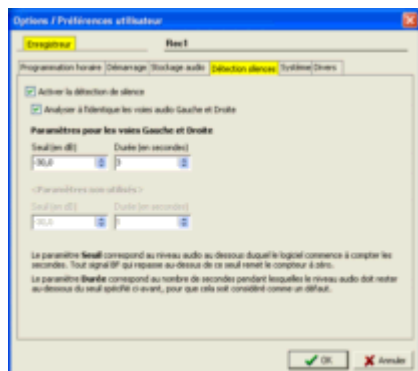 Options / Préférences utilisateur
Enregistreur
Rec1
Programmation horaire Démarrage Stockage audio Détection silences Système Divers
Activer la détection de silence
Analyser à l'identique les voies audio Gauche et Droite
Paramètres pour les voies Gauche et Droite
Seuil (en dB) Durée (en secondes)
-30,0 3
<Paramètres non utilisés>
Seuil (en dB) Durée (en secondes)
-30,0
Le paramètre Seuil correspond au niveau audio au dessous duquel le logiciel commence à compter les
secondes. Tout signal BF qui repasse au-dessus de ce seuil remet le compteur à zéro.
Le paramètre Durée correspond au nombre de secondes pendant lesquelles le niveau audio doit rester
au-dessous du seuil spécifié ci-avant, pour que cela soit considéré comme un défaut.
OK Annuler